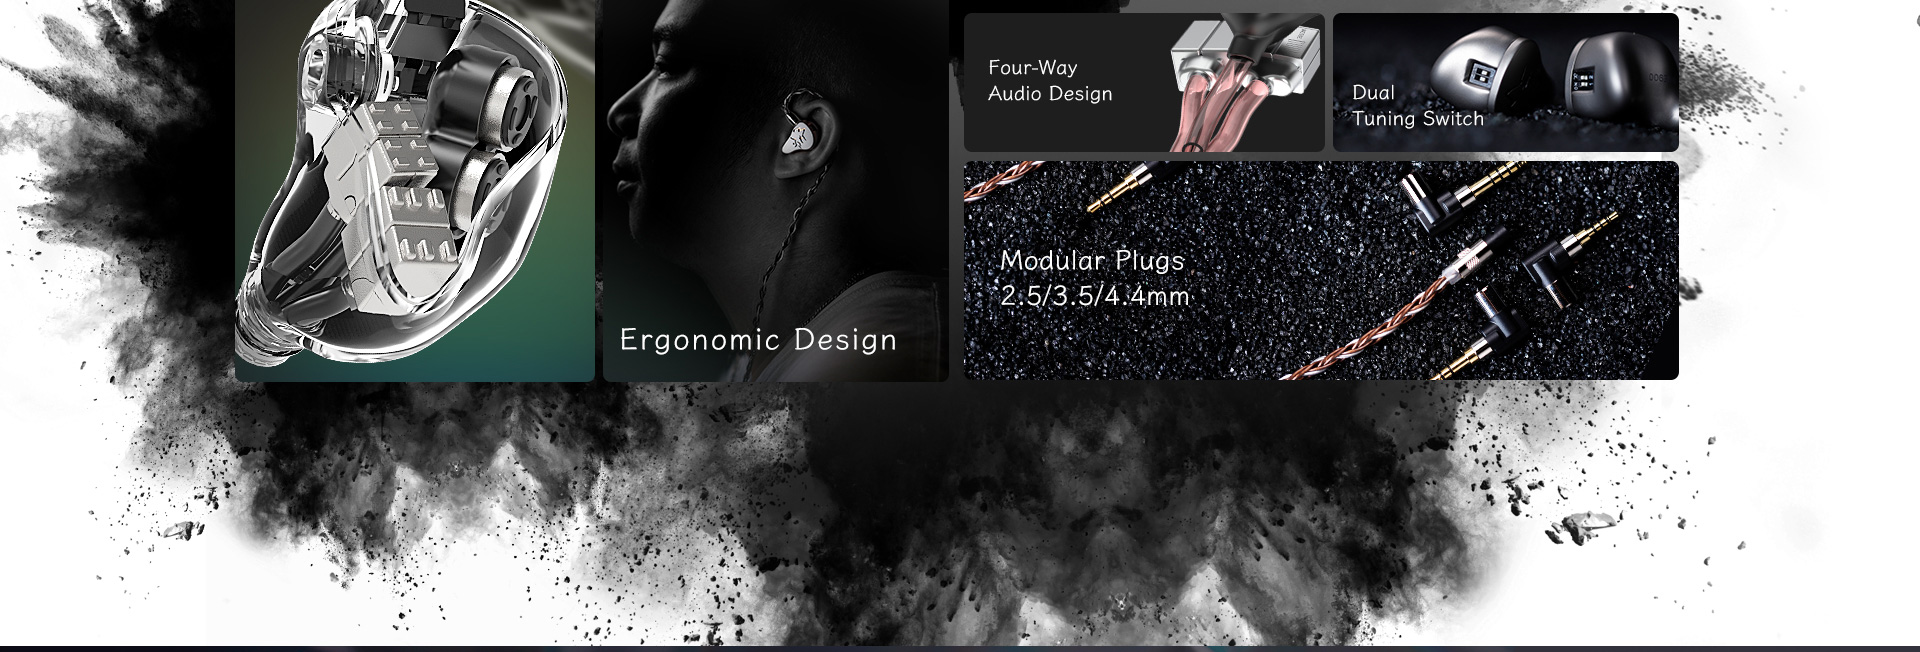 Four-Way
Audio Design
Dual
Tuning Switch
Ergonomic Design
Modular Plugs
2.5/3.5/4.4mm